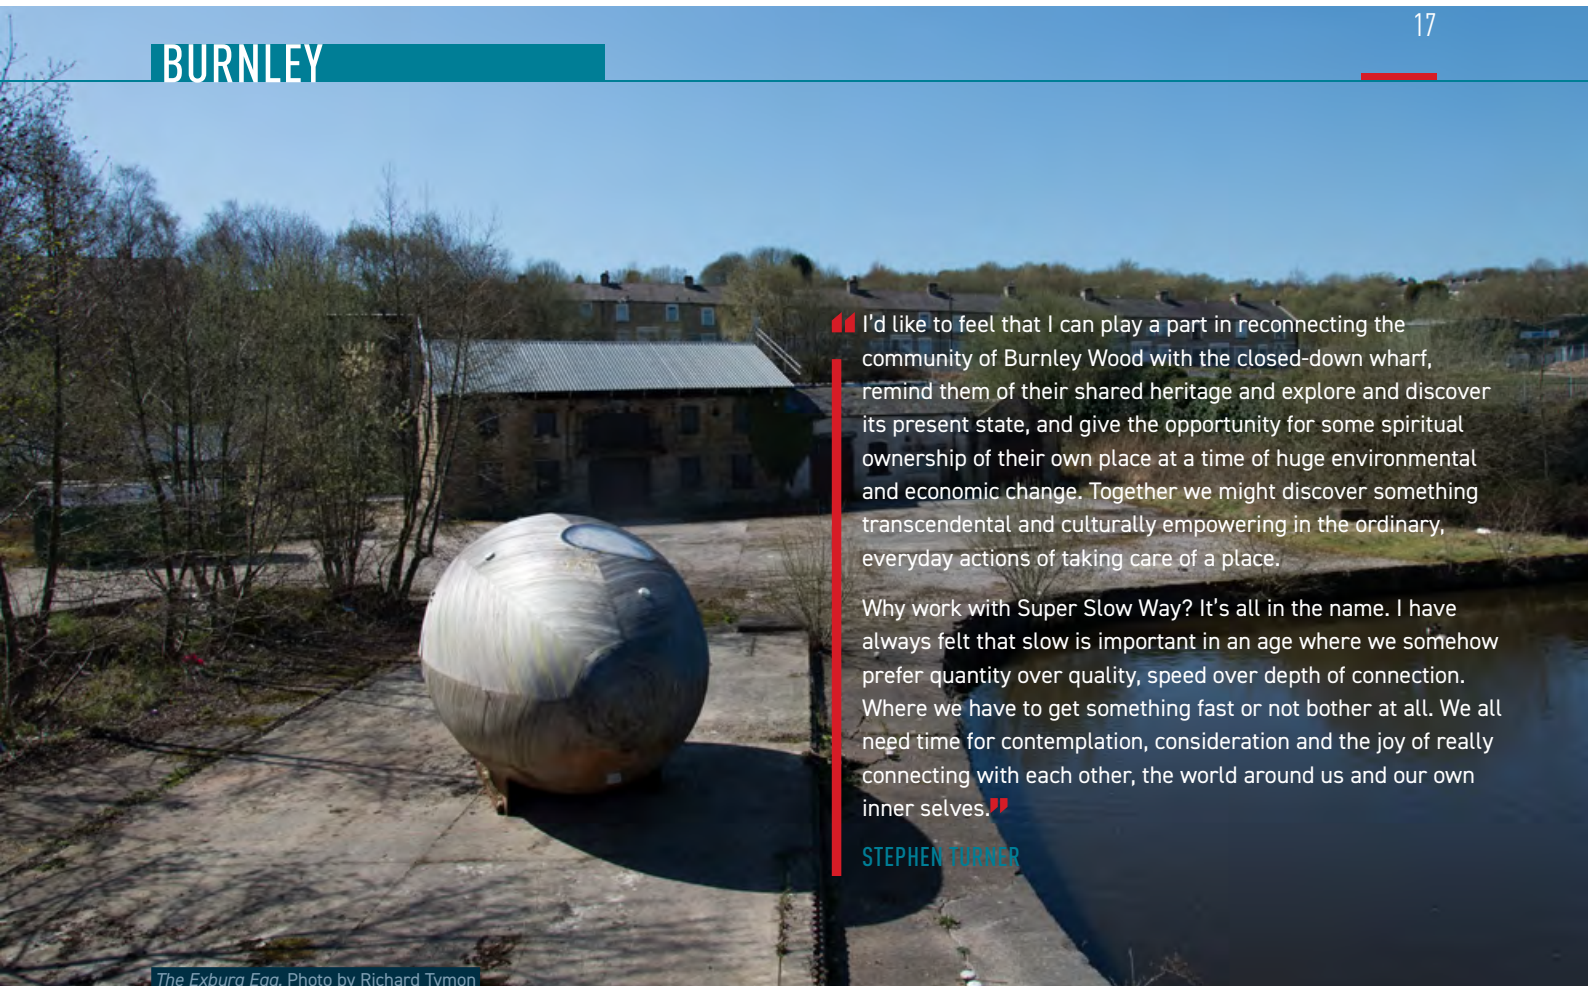 17
BURNLEY
“I’d like to feel that I can play a part in reconnecting the
community of Burnley Wood with the closed-down wharf,
remind them of their shared heritage and explore and discover
its present state, and give the opportunity for some spiritual
ownership of their own place at a time of huge environmental
and economic change. Together we might discover something
transcendental and culturally empowering in the ordinary,
everyday actions of taking care of a place.
Why work with Super Slow Way? It’s all in the name. I have
always felt that slow is important in an age where we somehow
prefer quantity over quality, speed over depth of connection.
Where we have to get something fast or not bother at all. We all
need time for contemplation, consideration and the joy of really
connecting with each other, the world around us and our own
inner selves.”
STEPHEN TURNER
The Exburg Egg. Photo by Richard Tymon